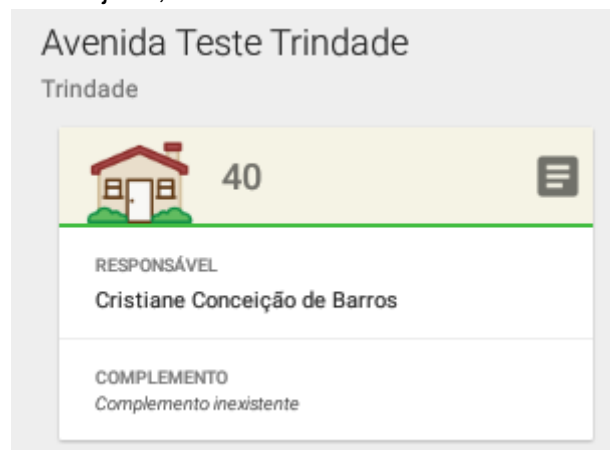 Avenida Teste Trindade
Trindade
40
RESPONSÁVEL
Cristiane Conceição de Barros
COMPLEMENTO
Complemento inexistente